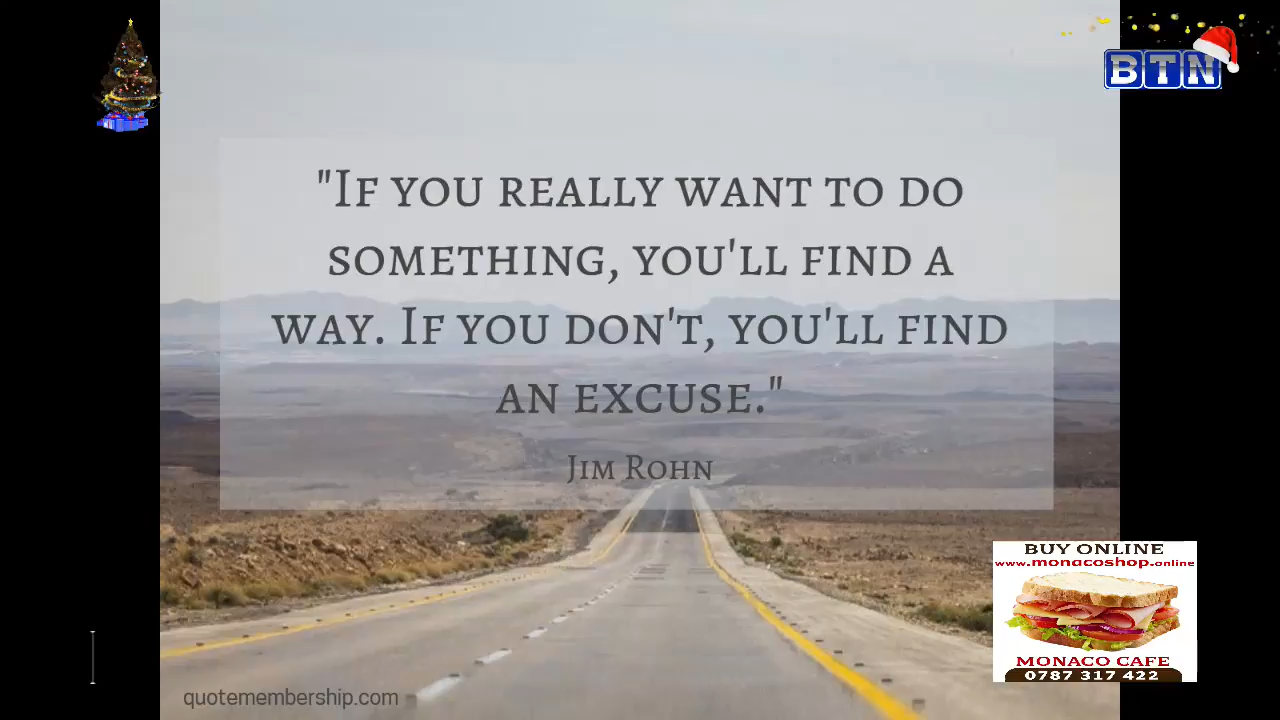 BTN
"If you really want to do
something, you'll find a
way. If you don't, you'll find
an excuse."
Jim Rohn
BUY ONLINE
www.monacoshop.online
MONACO CAFE
0787 317 422
quotemembership.com